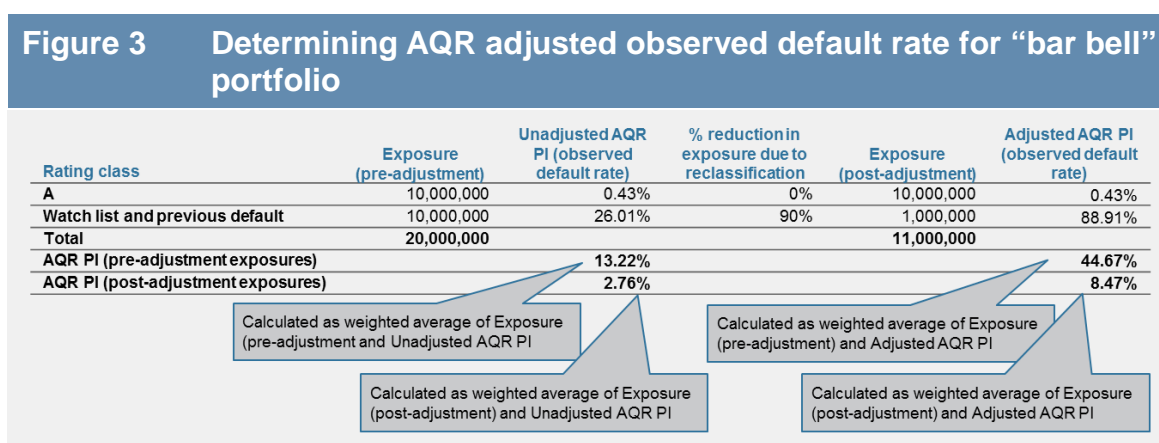 Figure 3 Determining AQR adjusted observed default rate for “bar bell”
portfolio
Unadjusted AQR % reduction in Adjusted AQR PI
Exposure PI (observed exposure due to Exposure (observed default
Rating class (pre-adjustment) default rate) reclassification (post-adjustment) rate)
A 10,000,000 0.43% 0% 10,000,000 0.43%
Watch list and previous default 10,000,000 26.01% 90% 1,000,000 88.91%
Total 20,000,000 11,000,000
AQR PI (pre-adjustment exposures) 13.22% 44.67%
AQR PI (post-adjustment exposures) 2.76% 8.47%
Calculated as weighted average of Exposure
(pre-adjustment and Unadjusted AQR PI
Calculated as weighted average of Exposure
(pre-adjustment) and Adjusted AQR PI
Calculated as weighted average of Exposure
(post-adjustment) and Unadjusted AQR PI
Calculated as weighted average of Exposure
(post-adjustment) and Adjusted AQR PI